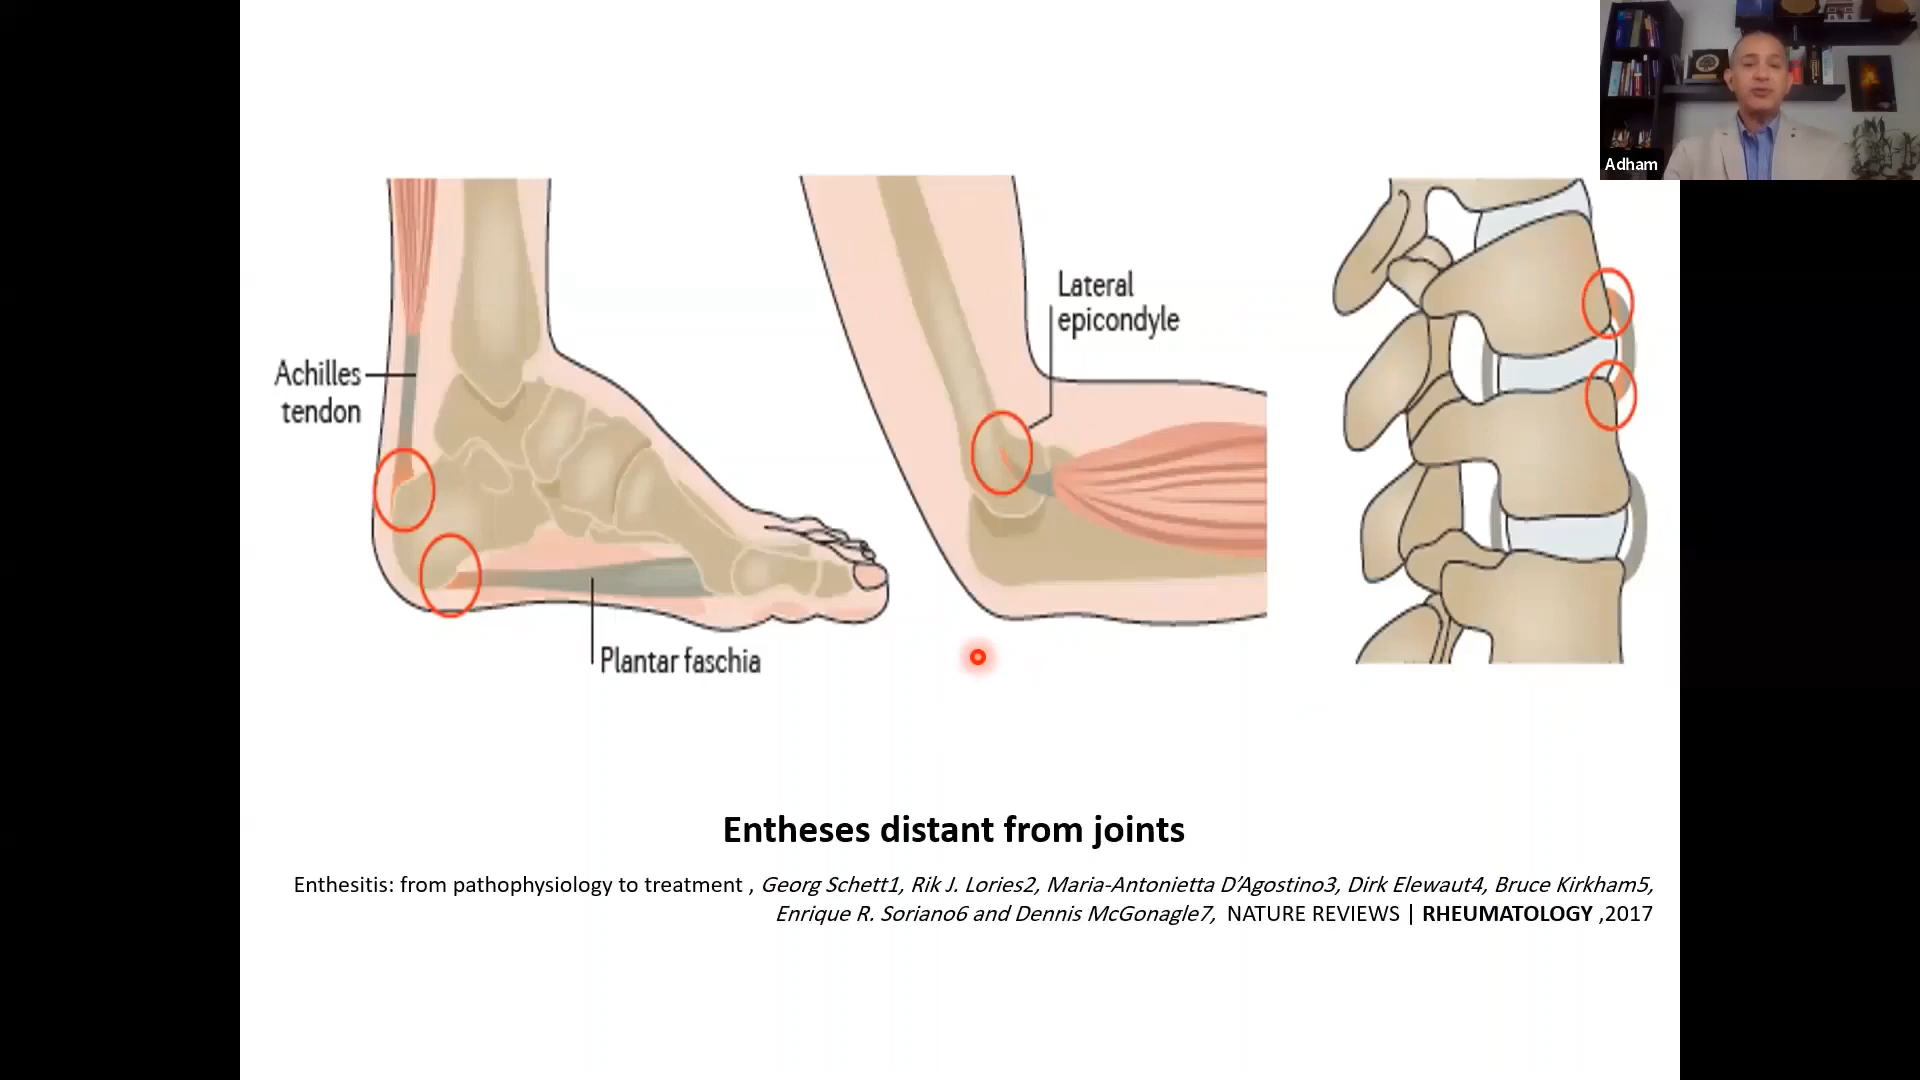 Adham
Achilles
tendon
Plantar faschia
Lateral
epicondyle
Entheses distant from joints
Enthesitis: from pathophysiology to treatment , Georg Schett1, Rik J. Lories2, Maria-Antonietta D’Agostino3, Dirk Elewaut4, Bruce Kirkham5,
Enrique R. Soriano6 and Dennis McGonagle7, NATURE REVIEWS | RHEUMATOLOGY ,2017